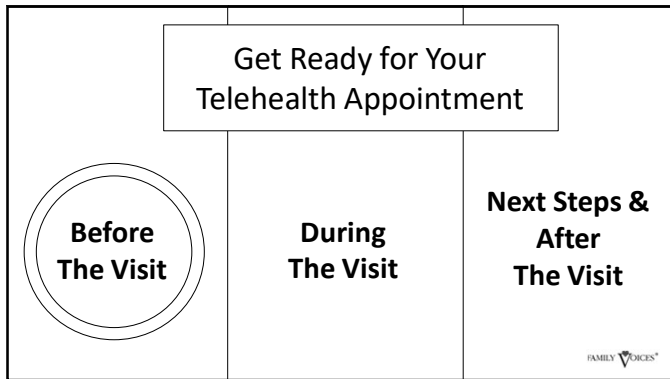 Get Ready for Your
Telehealth Appointment
Before
The Visit
During
The Visit
Next Steps &
After
The Visit
FAMILY VOICES®